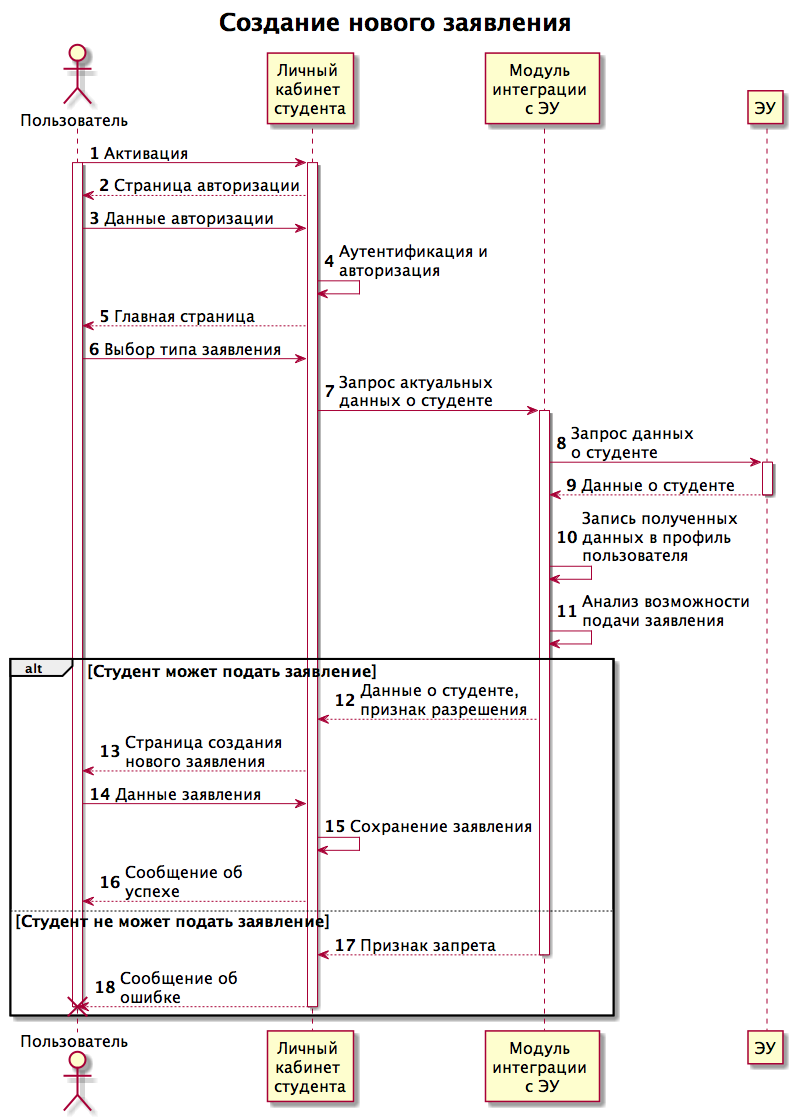 Создание нового заявления
Пользователь
Личный
кабинет
студента
Модуль
интеграции
с ЭУ
ЭУ
1 Активация
2 Страница авторизации
3 Данные авторизации
4 Аутентификация и
авторизация
5 Главная страница
6 Выбор типа заявления
7 Запрос актуальных
данных о студенте
8 Запрос данных
о студенте
9 Данные о студенте
10 Запись полученных
данных в профиль
пользователя
11 Анализ возможности
подачи заявления
alt [Студент может подать заявление]
12 Данные о студенте,
признак разрешения
13 Страница создания
нового заявления
14 Данные заявления
15 Сохранение заявления
16 Сообщение об
успехе
[Студент не может подать заявление]
17 Признак запрета
18 Сообщение об
ошибке
Пользователь
Личный
кабинет
студента
Модуль
интеграции
с ЭУ
ЭУ